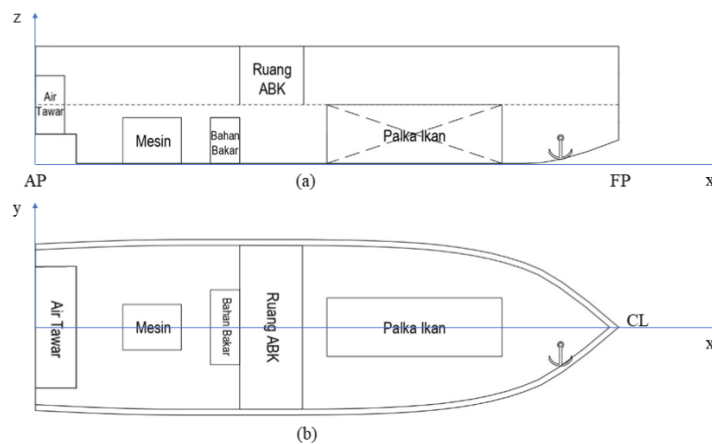 z
Ruang
ABK
Air
Tawar
Mesin
Bahan
Bakar
Palka Ikan
AP
(a)
FP
x
y
Air Tawar
Mesin
Bahan Bakar
Ruang ABK
Palka Ikan
CL
x
(b)